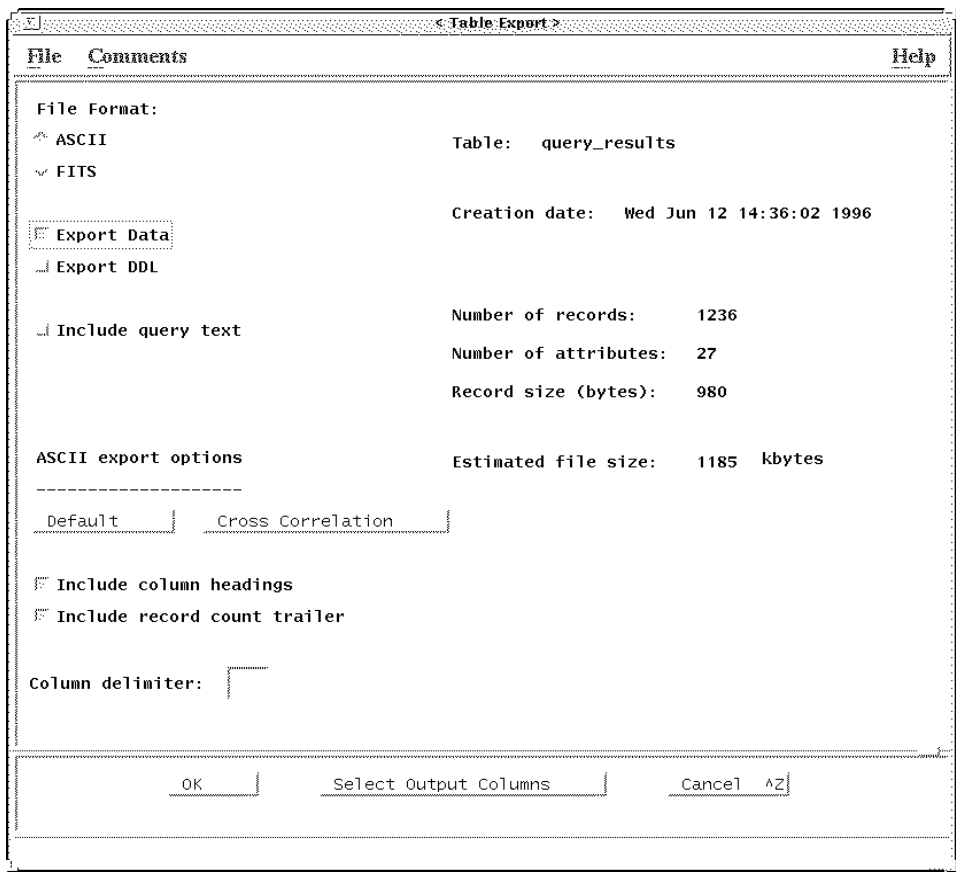 < Table Export >
File Comments Help
File Format:
ASCII
FITS
Table: query_results
Creation date: Wed Jun 12 14:36:02 1996
Export Data
Export DDL
Include query text
Number of records: 1236
Number of attributes: 27
Record size (bytes): 980
ASCII export options
--------------------
Estimated file size: 1185 kbytes
Default Cross Correlation
Include column headings
Include record count trailer
Column delimiter:
OK Select Output Columns Cancel ^Z